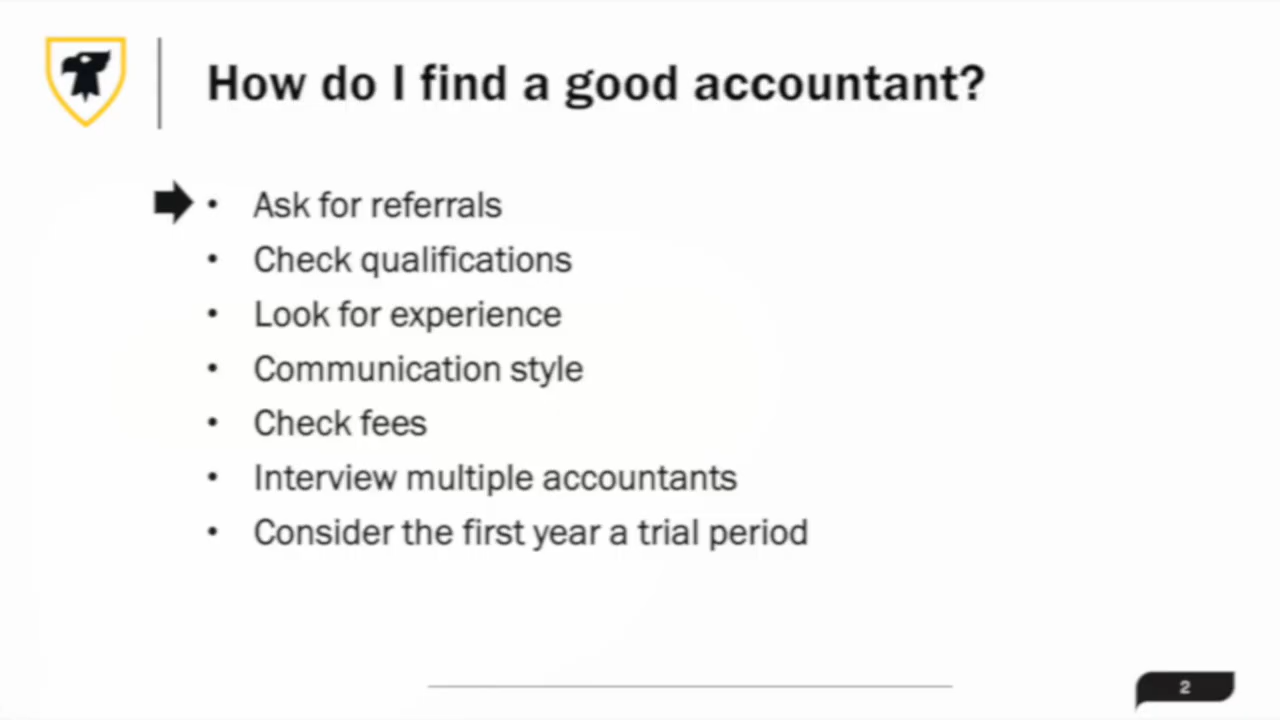 How do I find a good accountant?
• Ask for referrals
• Check qualifications
• Look for experience
• Communication style
• Check fees
• Interview multiple accountants
• Consider the first year a trial period
2